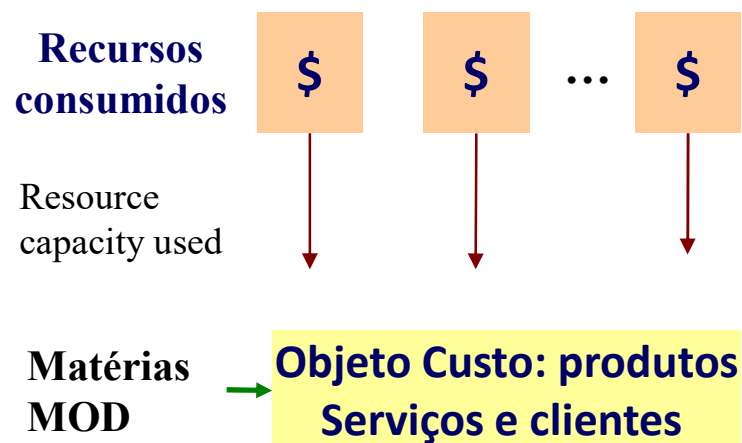 Recursos
consumidos
$ $ ... $
Resource
capacity used
Matérias
MOD
Objeto Custo: produtos
Serviços e clientes